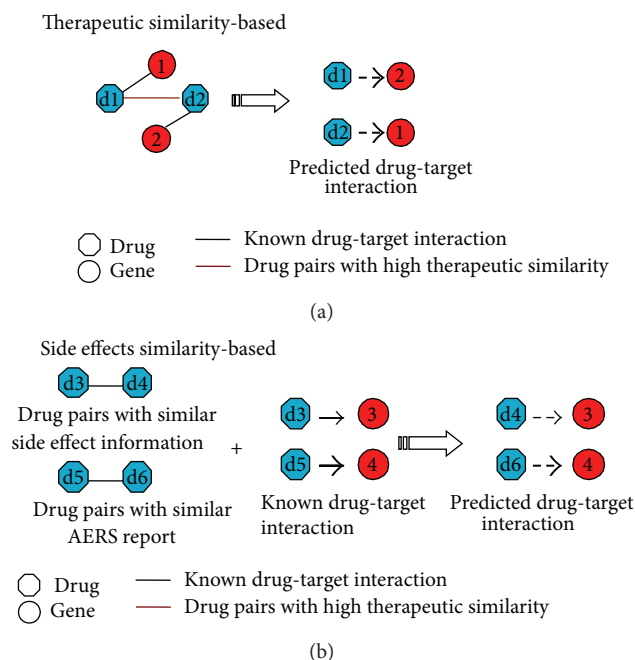 Therapeutic similarity-based
1
d1
d2
2
d1
2
d2
1
Predicted drug-target
interaction
Drug
Known drug-target interaction
Gene
Drug pairs with high therapeutic similarity
(a)
Side effects similarity-based
d3
d4
Drug pairs with similar
side effect information
+
d5
d6
Drug pairs with similar
AERS report
d3
3
d5
4
Known drug-target
interaction
d4
3
d6
4
Predicted drug-target
interaction
Drug
Known drug-target interaction
Gene
Drug pairs with high therapeutic similarity
(b)